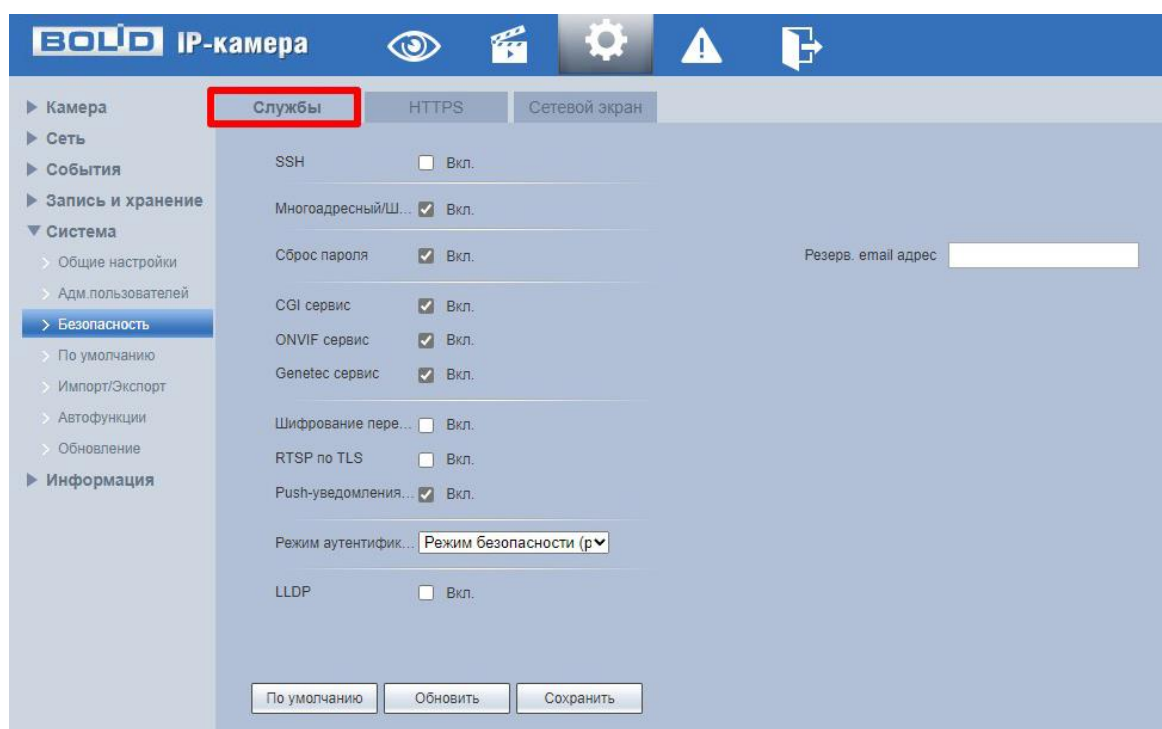 BOLID IP-камера
Камера
Сеть
События
Запись и хранение
Система
Общие настройки
Адм.пользователей
Безопасность
По умолчанию
Импорт/Экспорт
Автофункции
Обновление
Информация
Службы HTTPS Сетевой экран
SSH Вкл.
Многоадресный/Ш... Вкл.
Сброс пароля Вкл. Резерв. email адрес
CGI сервис Вкл.
ONVIF сервис Вкл.
Genetec сервис Вкл.
Шифрование пере... Вкл.
RTSP по TLS Вкл.
Push-уведомления... Вкл.
Режим аутентифик... Режим безопасности (р
LLDP Вкл.
По умолчанию Обновить Сохранить